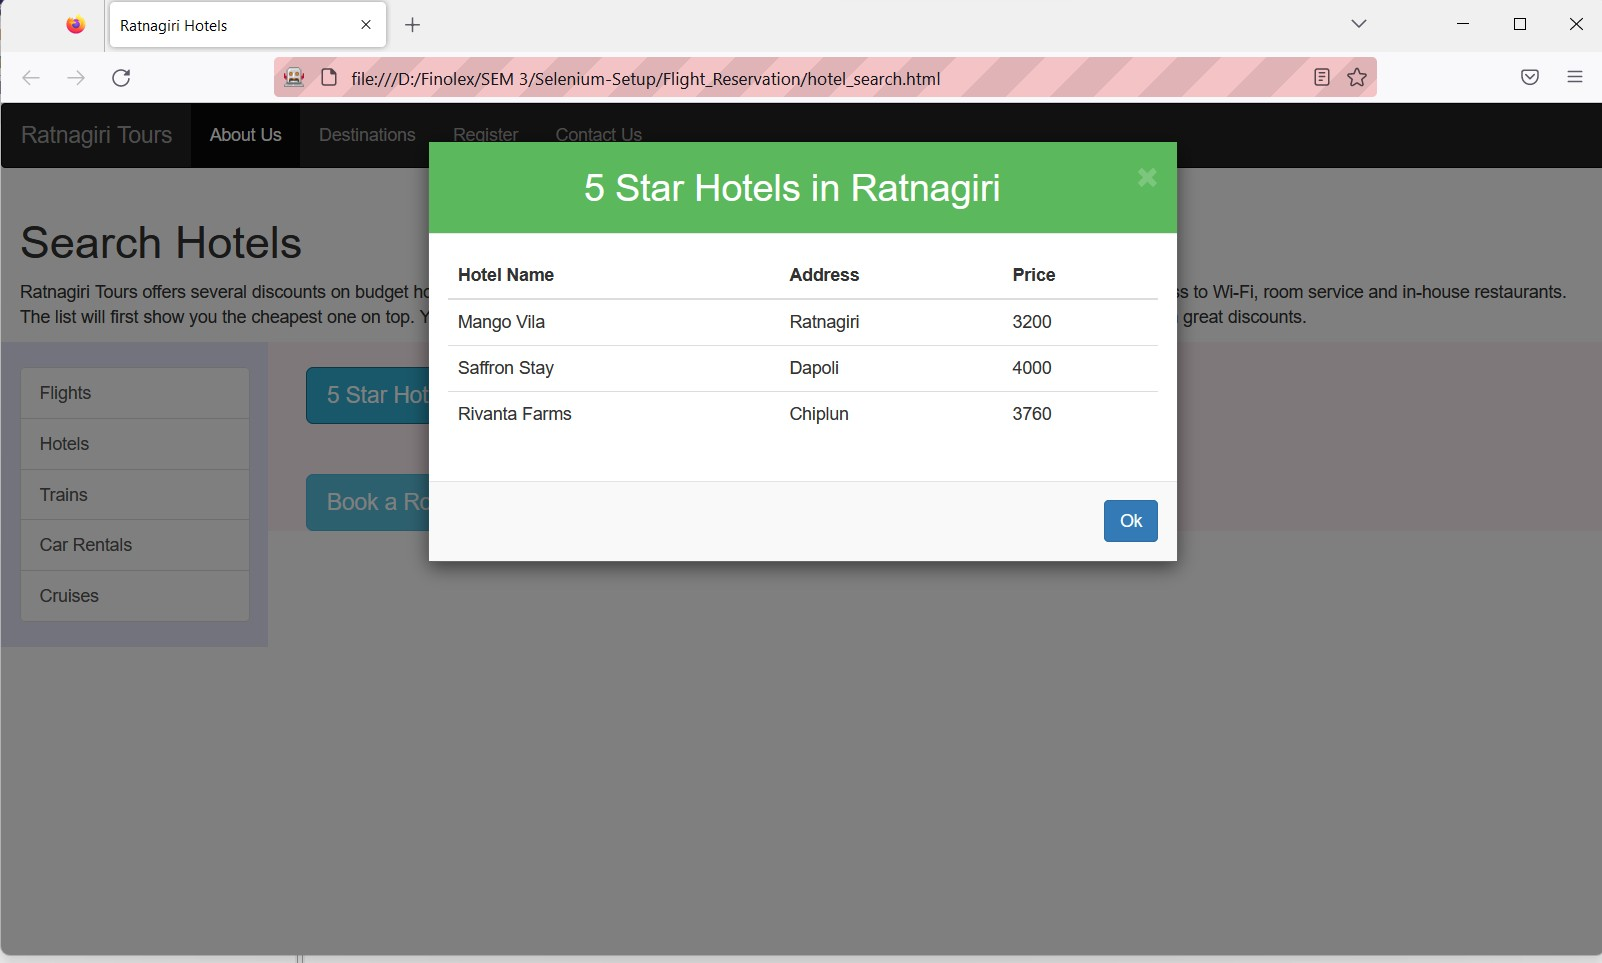 Ratnagiri Hotels
file:///D:/Finolex/SEM 3/Selenium-Setup/Flight_Reservation/hotel_search.html
Ratnagiri Tours About Us Destinations Register Contact Us
5 Star Hotels in Ratnagiri
Search Hotels
Hotel Name Address Price
Ratnagiri Tours offers several discounts on budget to Wi-Fi, room service and in-house restaurants.
The list will first show you the cheapest one on top. great discounts.
Mango Vila Ratnagiri 3200
Saffron Stay Dapoli 4000
Rivanta Farms Chiplun 3760
Ok
Flights
Hotels
Trains
Car Rentals
Cruises
5 Star
Book a